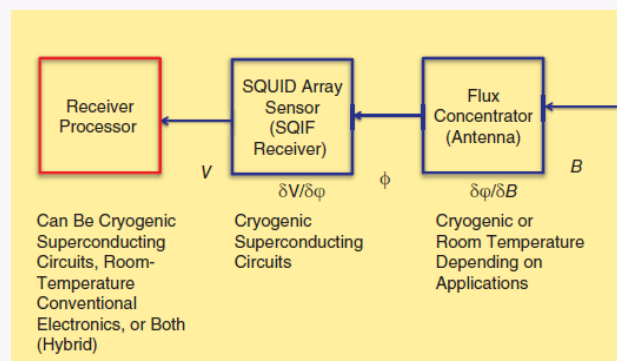 Receiver
Processor
SQUID Array
Sensor
(SQIF
Receiver)
Flux
Concentrator
(Antenna)
V
δV/δφ
ϕ
δφ/δB
B
Can Be Cryogenic
Superconducting
Circuits, Room-
Temperature
Conventional
Electronics, or Both
(Hybrid)
Cryogenic
Superconducting
Circuits
Cryogenic or
Room Temperature
Depending on
Applications